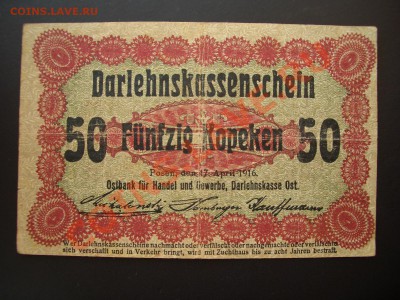 COINS.LAVE.RU
Darlehnskassenschein
50 Fünfzig Kopeken 50
Posen, den 17. April 1916.
Ostbank für Handel und Gewerbe, Darlehnskasse Ost.
Kauffmann
Wer Darlehnskassenscheine nachmacht oder verfälscht oder nachgemachte oder verfälschte
sich verschafft und in Verkehr bringt, wird mit Zuchthaus bis zu acht Jahren bestraft.